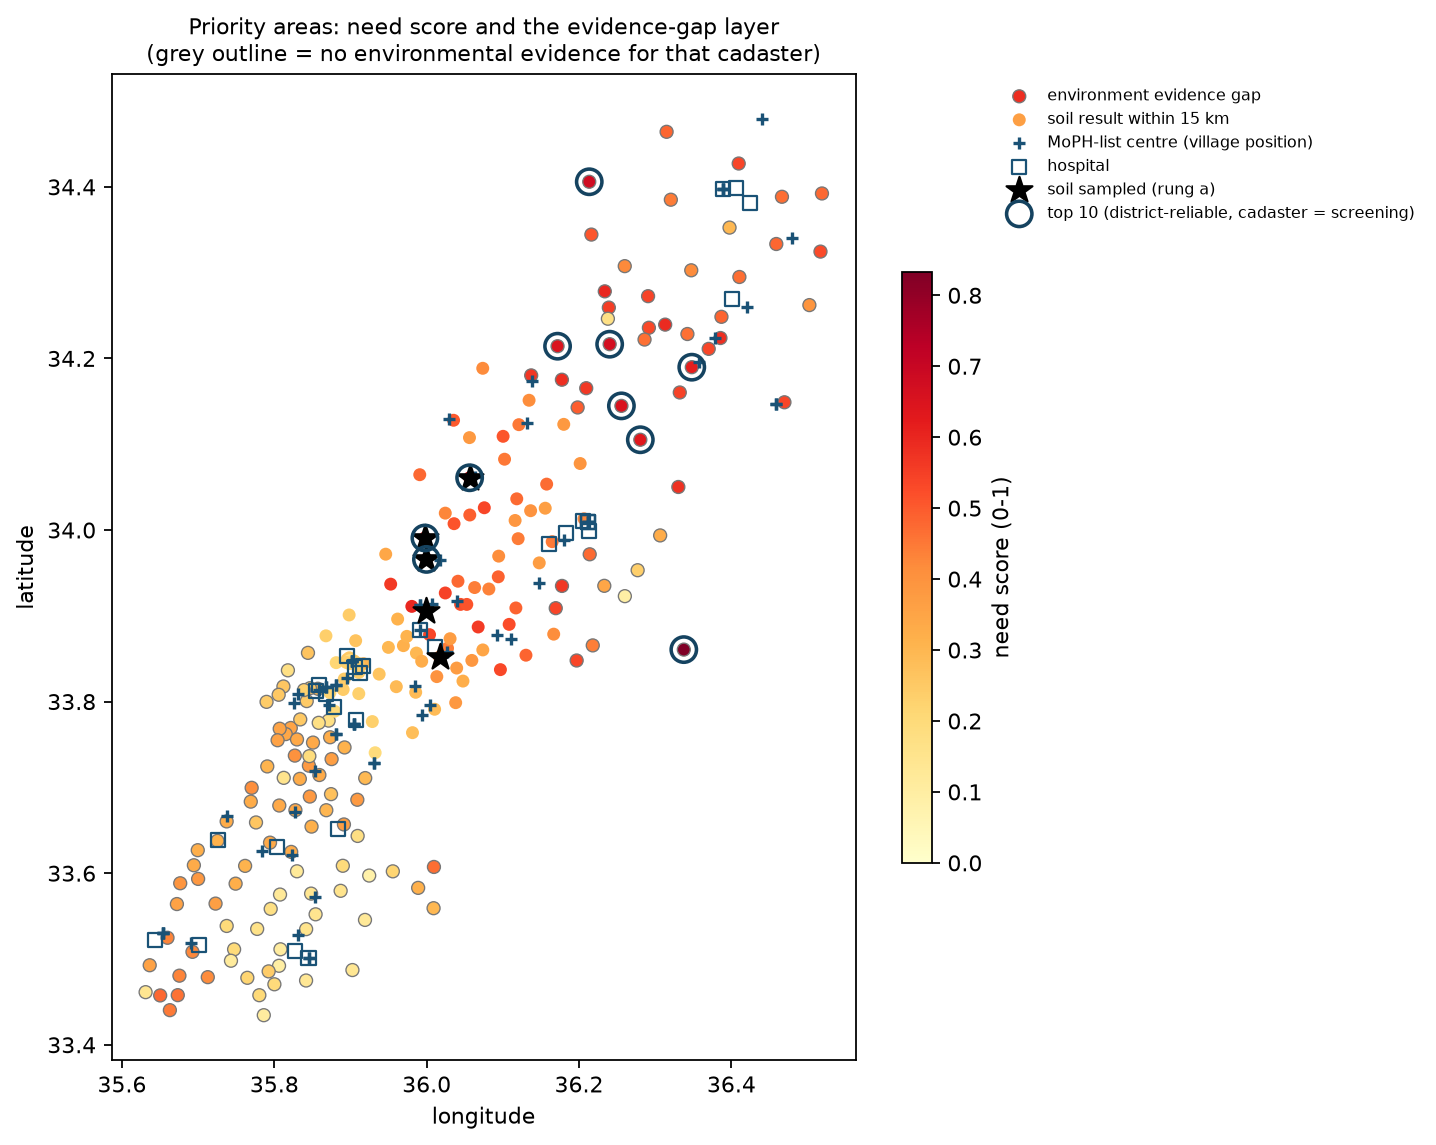 Priority areas: need score and the evidence-gap layer
(grey outline = no environmental evidence for that cadaster)
environment evidence gap
soil result within 15 km
MoPH-list centre (village position)
hospital
soil sampled (rung a)
top 10 (district-reliable, cadaster = screening)
34.4
34.2
34.0
33.8
33.6
33.4
latitude
35.6
35.8
36.0
36.2
36.4
longitude
0.8
0.7
0.6
0.5
0.4
0.3
0.2
0.1
0.0
need score (0-1)